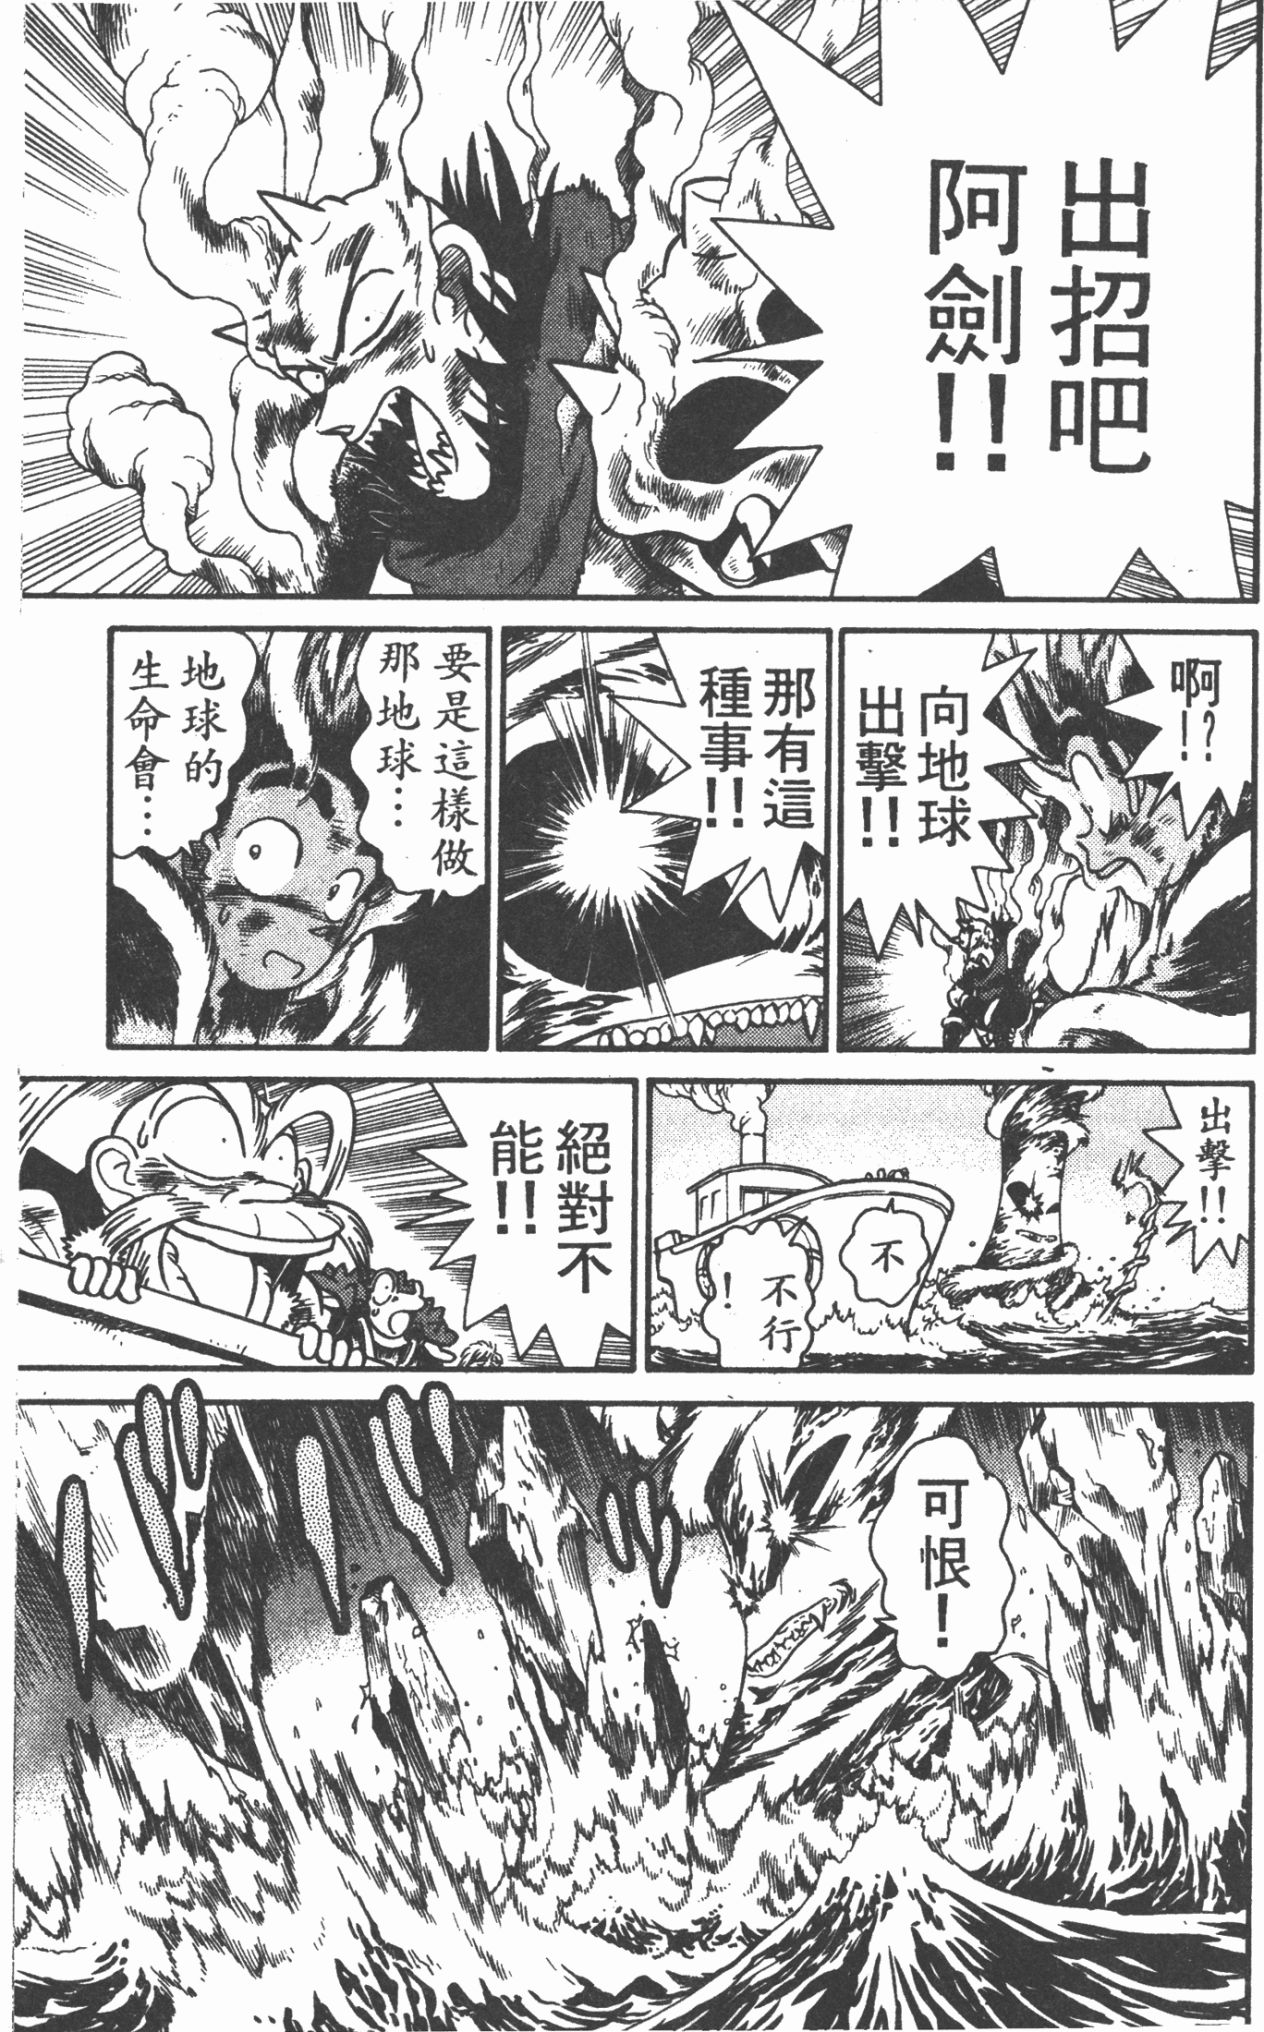 出招吧
阿劍!!
啊!?
向地球
出擊!!
那有這
種事!!
要是這樣做
那地球…
地球的
生命會…
出擊!!
不
不行
!
絕對不
能!!
可恨!